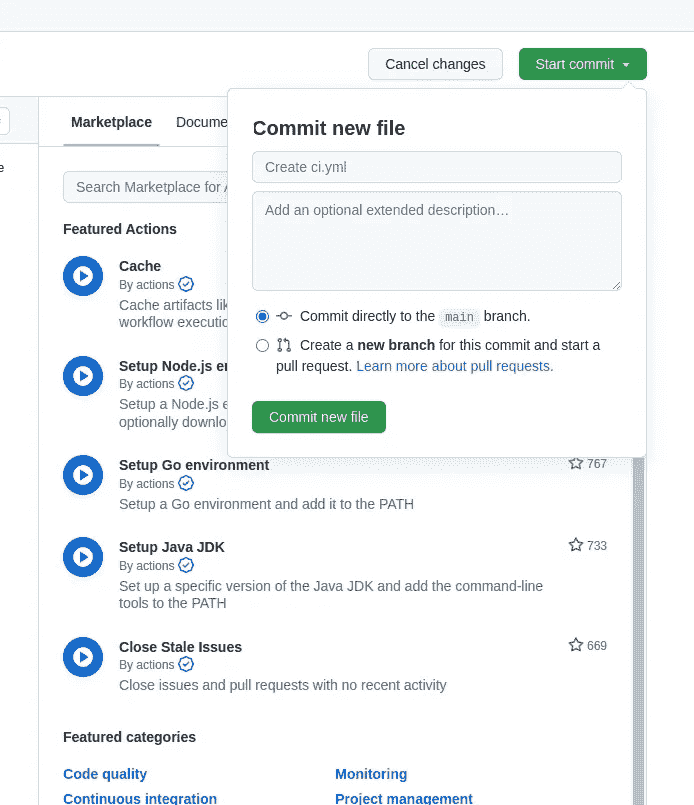 Cancel changes
Start commit
Marketplace
Docume
Commit new file
Create ci.yml
Search Marketplace for
Add an optional extended description…
Featured Actions
Cache
By actions
Cache artifacts lik
workflow executio
Commit directly to the main branch.
Create a new branch for this commit and start a
pull request. Learn more about pull requests.
Setup Node.js en
By actions
Setup a Node.js e
optionally downlo
Commit new file
Setup Go environment
767
By actions
Setup a Go environment and add it to the PATH
Setup Java JDK
733
By actions
Set up a specific version of the Java JDK and add the command-line
tools to the PATH
Close Stale Issues
669
By actions
Close issues and pull requests with no recent activity
Featured categories
Code quality
Monitoring
Continuous integration
Project management